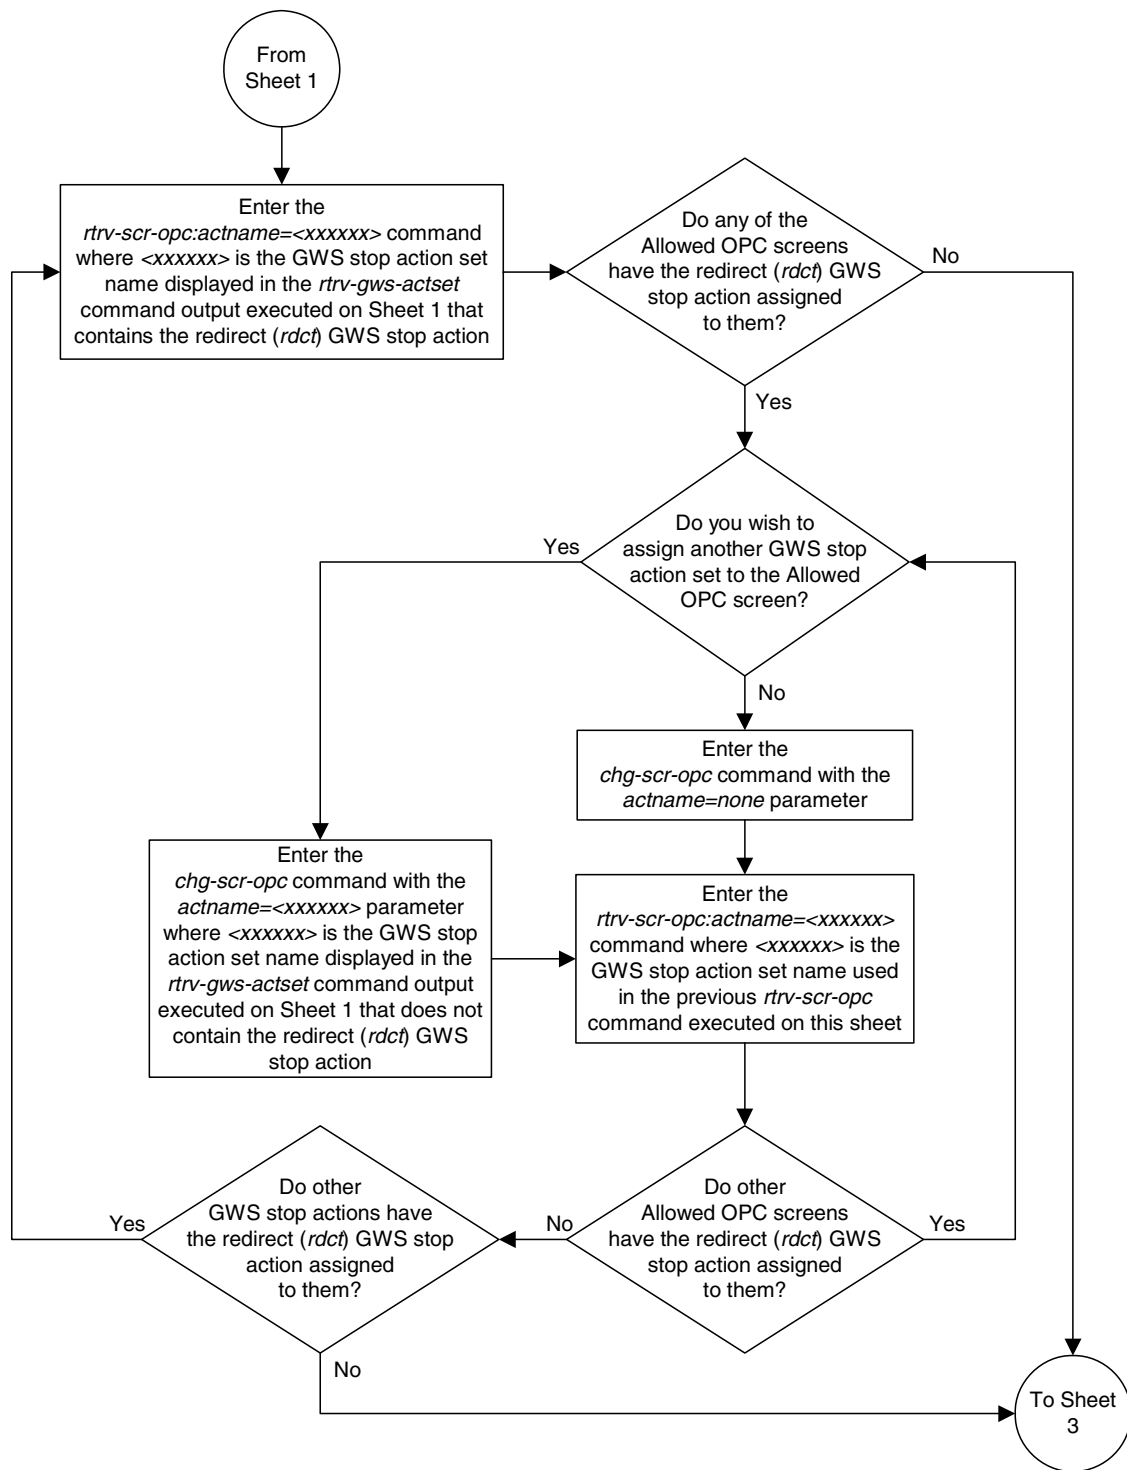 From
Sheet 1
Enter the
rtrv-scr-opc:actname=<xxxxxx> command
where <xxxxxx> is the GWS stop action set
name displayed in the rtrv-gws-actset
command output executed on Sheet 1 that
contains the redirect (rdct) GWS stop action
Do any of the
Allowed OPC screens
have the redirect (rdct) GWS
stop action assigned
to them?
No
Yes
Do you wish to
assign another GWS stop
action set to the Allowed
OPC screen?
Yes
No
Enter the
chg-scr-opc command with the
actname=none parameter
Enter the
chg-scr-opc command with the
actname=<xxxxxx> parameter
where <xxxxxx> is the GWS stop
action set name displayed in the
rtrv-gws-actset command output
executed on Sheet 1 that does not
contain the redirect (rdct) GWS
stop action
Enter the
rtrv-scr-opc:actname=<xxxxxx>
command where <xxxxxx> is the
GWS stop action set name used
in the previous rtrv-scr-opc
command executed on this sheet
Do other
Allowed OPC screens
have the redirect (rdct) GWS
stop action assigned
to them?
Yes
No
Do other
GWS stop actions have
the redirect (rdct) GWS stop
action assigned
to them?
Yes
No
To Sheet
3